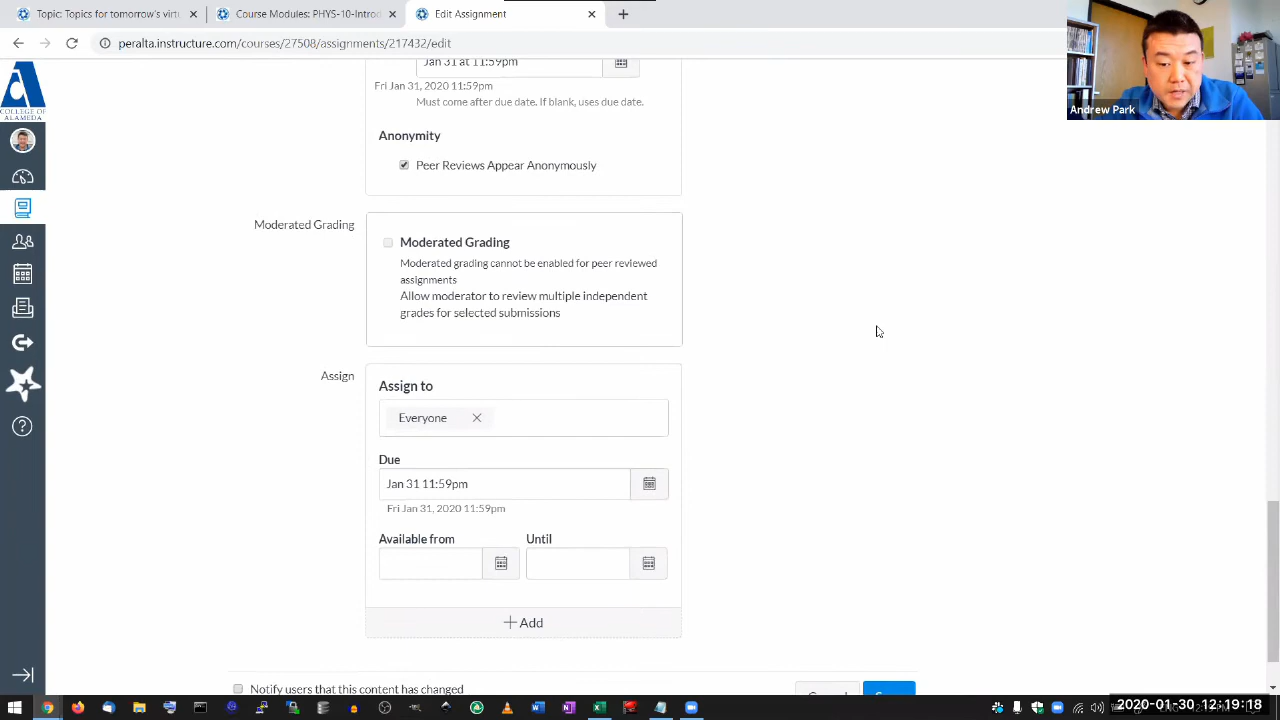 Topic: Topics for tomorrow's virtu
Course Modules: PHYS-10-Introd
Edit Assignment
peralta.instructure.com/courses/27508/assignments/217432/edit
Andrew Park
COLLEGE OF
ALAMEDA
Jan 31 at 11:59pm
Fri Jan 31, 2020 11:59pm
Must come after due date. If blank, uses due date.
Anonymity
Peer Reviews Appear Anonymously
Moderated Grading
Moderated Grading
Moderated grading cannot be enabled for peer reviewed
assignments
Allow moderator to review multiple independent
grades for selected submissions
Assign
Assign to
Everyone
Due
Jan 31 11:59pm
Fri Jan 31, 2020 11:59pm
Available from Until
Add
Notify users that this content has changed
2020-01-30 12:19:18